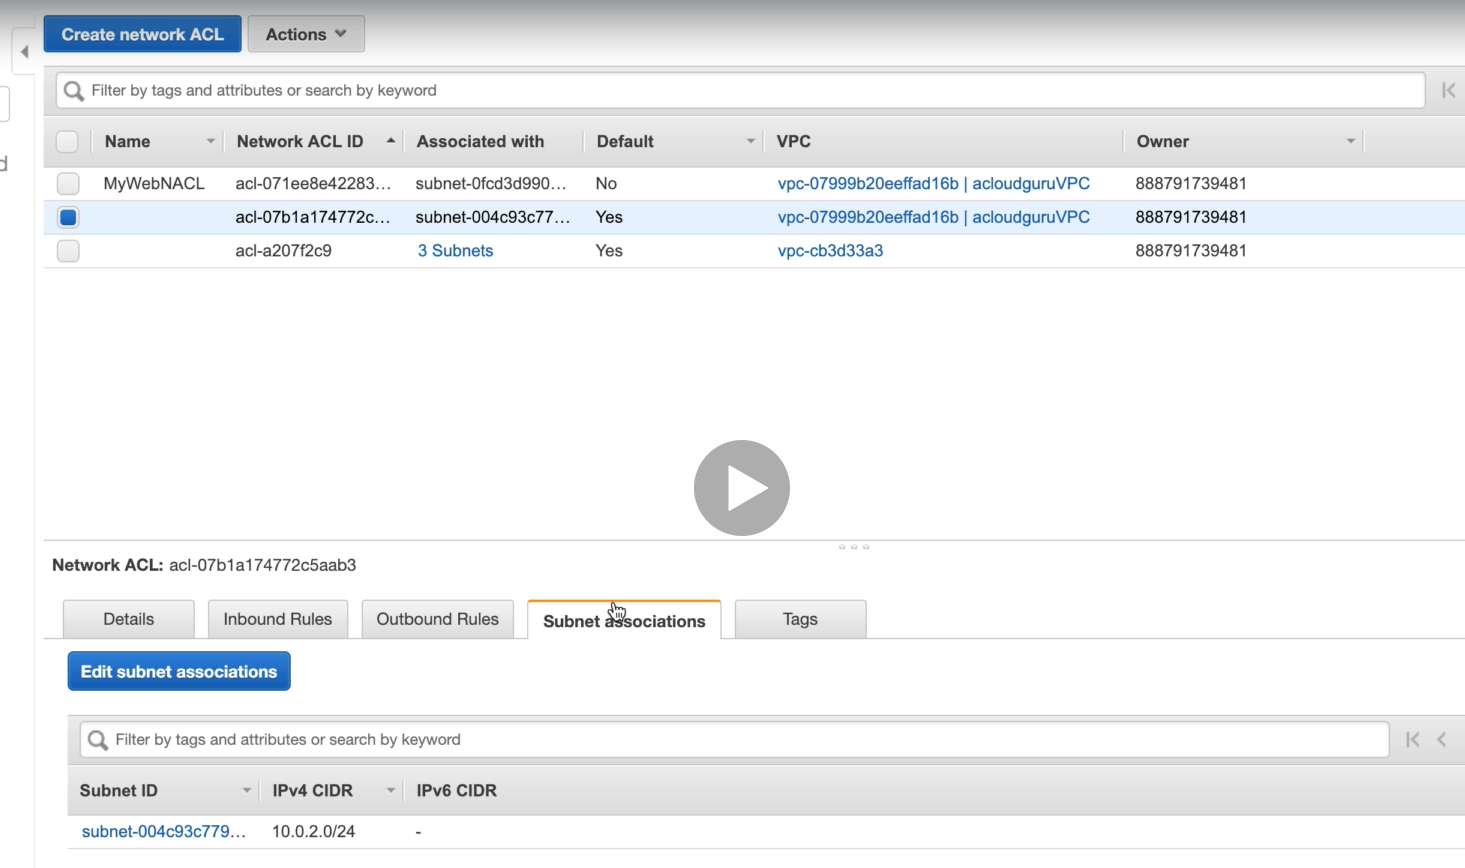 Create network ACL Actions
Filter by tags and attributes or search by keyword
d
Name Network ACL ID Associated with Default VPC Owner
MyWebNACL acl-071ee8e42283... subnet-0fcd3d990... No vpc-07999b20eeffad16b | acloudguruVPC 888791739481
acl-07b1a174772c... subnet-004c93c77... Yes vpc-07999b20eeffad16b | acloudguruVPC 888791739481
acl-a207f2c9 3 Subnets Yes vpc-cb3d33a3 888791739481
Network ACL: acl-07b1a174772c5aab3
Details Inbound Rules Outbound Rules Subnet associations Tags
Edit subnet associations
Filter by tags and attributes or search by keyword
Subnet ID IPv4 CIDR IPv6 CIDR
subnet-004c93c779... 10.0.2.0/24 -